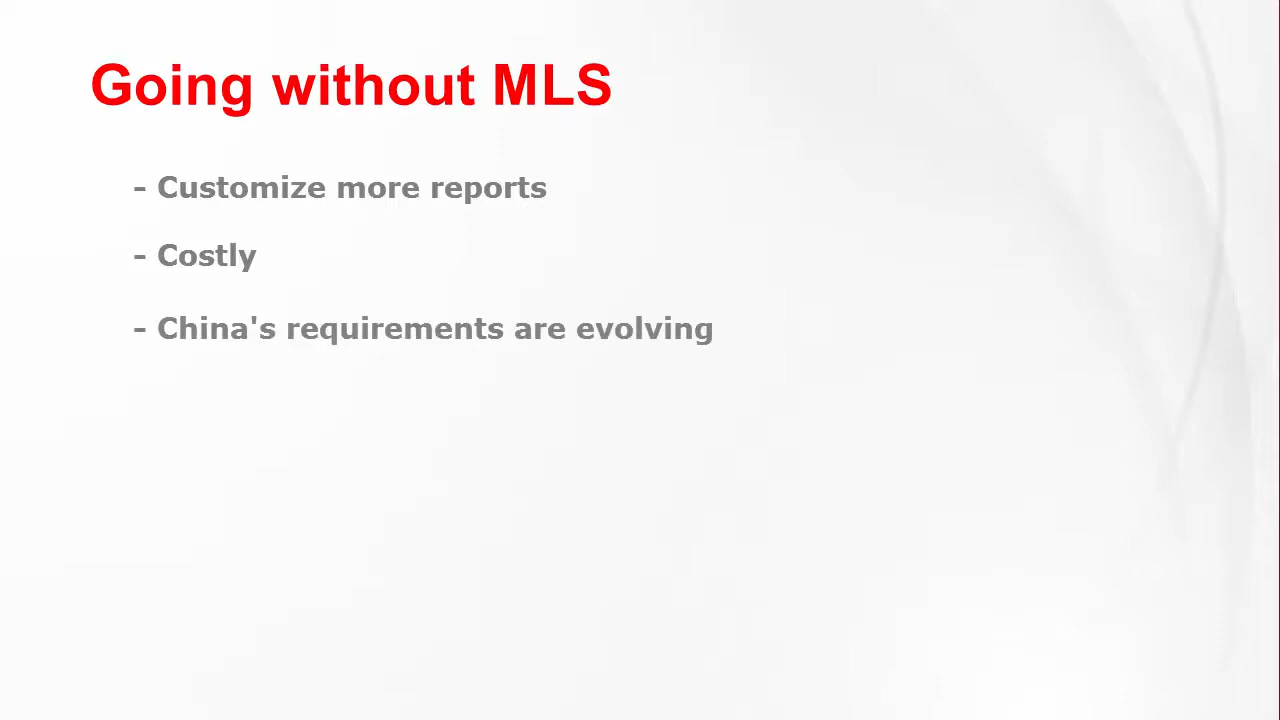 Going without MLS
- Customize more reports
- Costly
- China's requirements are evolving